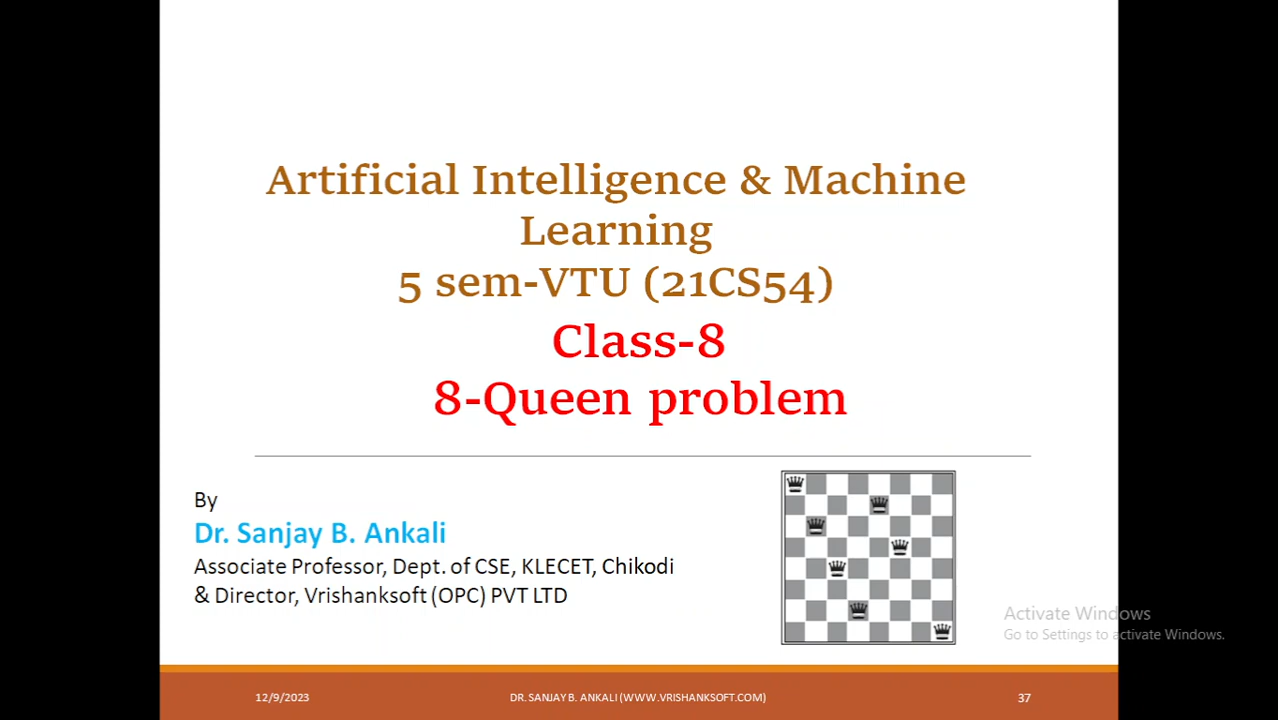 Artificial Intelligence & Machine
Learning
5 sem-VTU (21CS54)
Class-8
8-Queen problem
By
Dr. Sanjay B. Ankali
Associate Professor, Dept. of CSE, KLECET, Chikodi
& Director, Vrishanksoft (OPC) PVT LTD
Activate Windows
Go to Settings to activate Windows.
12/9/2023
DR. SANJAY B. ANKALI (WWW.VRISHANKSOFT.COM)
37